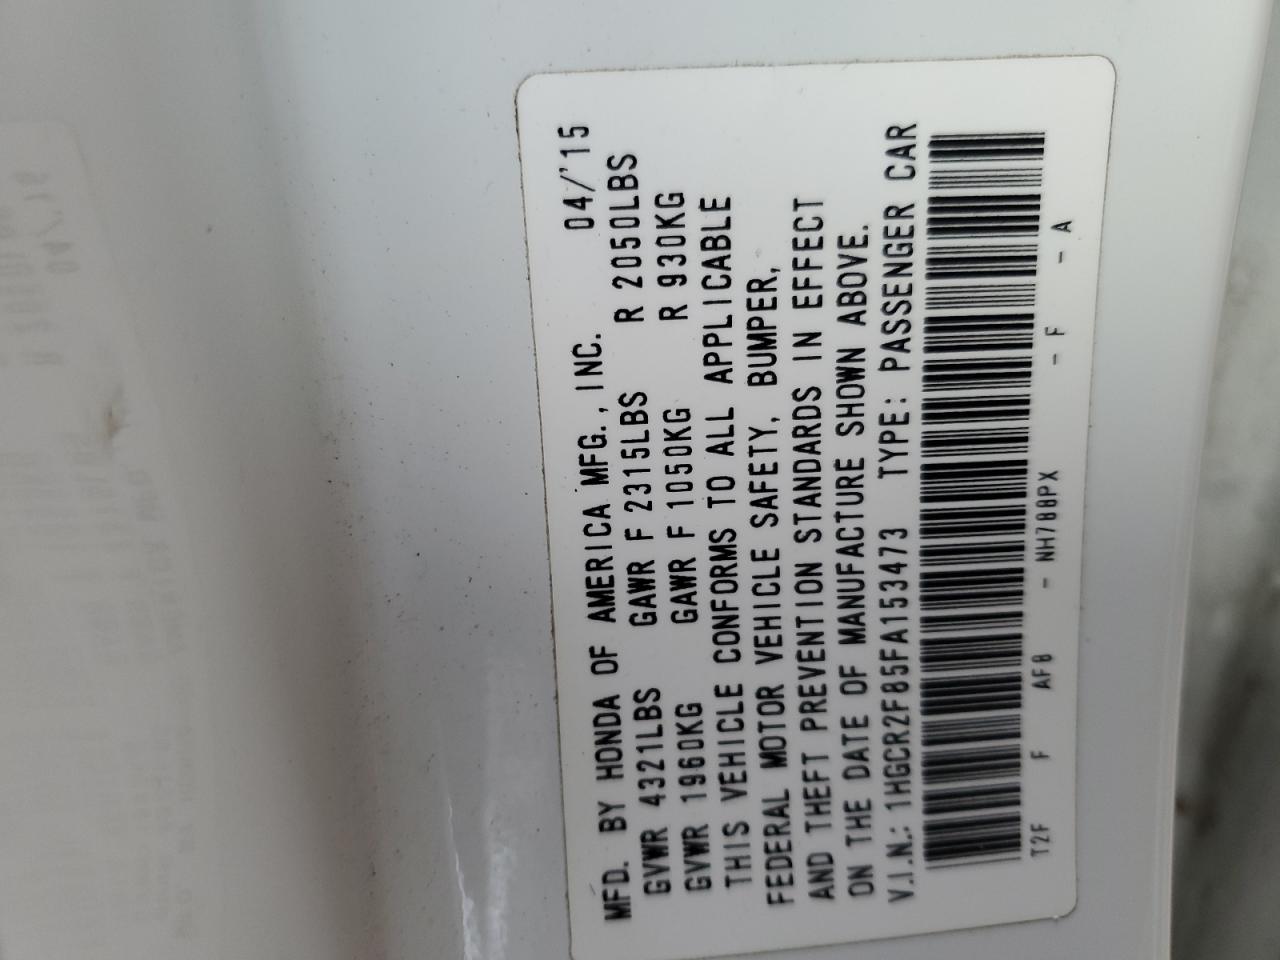 MFD. BY HONDA OF AMERICA MFG., INC. 04/'15
GVWR 4321LBS GAWR F 2315LBS R 2050LBS
GVWR 1960KG GAWR F 1050KG R 930KG
THIS VEHICLE CONFORMS TO ALL APPLICABLE
FEDERAL MOTOR VEHICLE SAFETY, BUMPER,
AND THEFT PREVENTION STANDARDS IN EFFECT
ON THE DATE OF MANUFACTURE SHOWN ABOVE.
V.I.N.: 1HGCR2F85FA153473 TYPE: PASSENGER CAR
T2F F AF8 - NH788PX - F - A